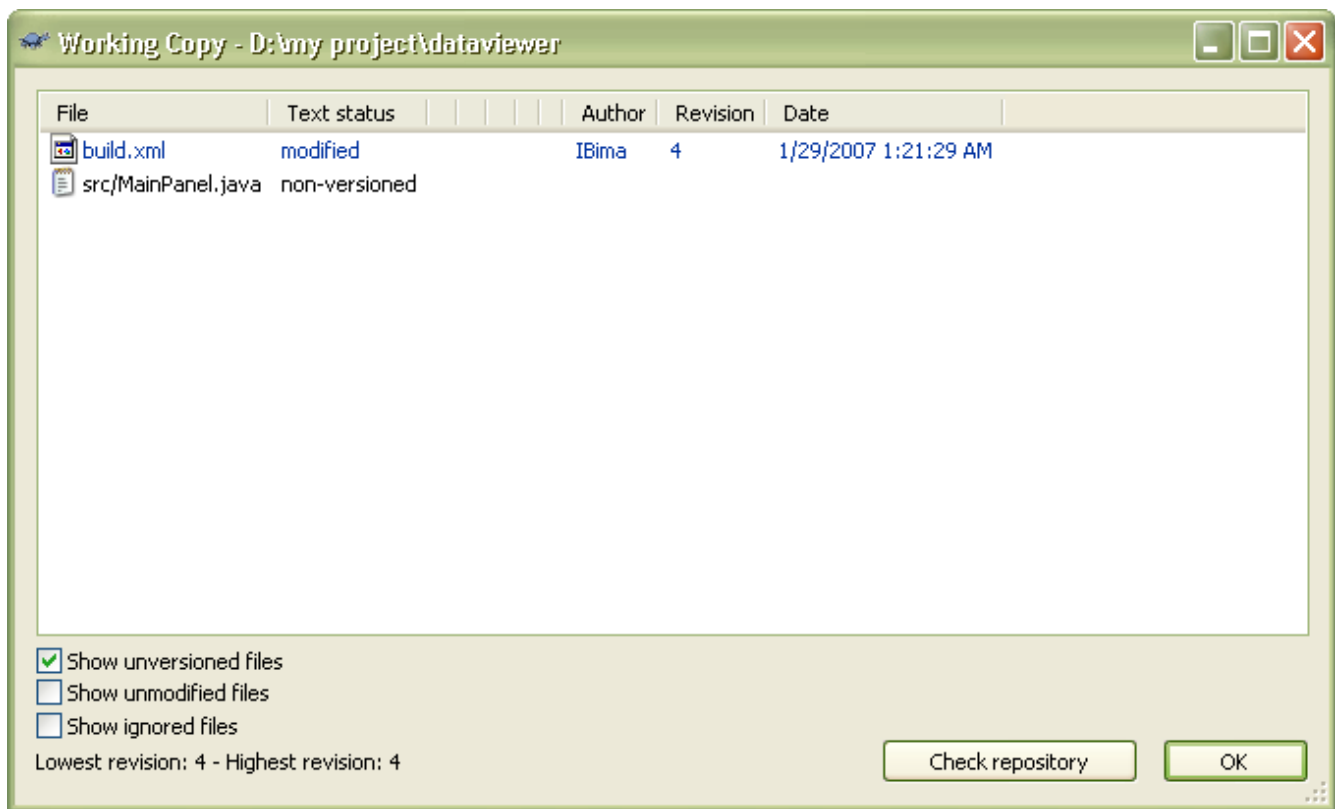 Working Copy - D:\my project\dataviewer
File Text status Author Revision Date
build.xml modified IBima 4 1/29/2007 1:21:29 AM
src/MainPanel.java non-versioned
Show unversioned files
Show unmodified files
Show ignored files
Lowest revision: 4 - Highest revision: 4 Check repository OK